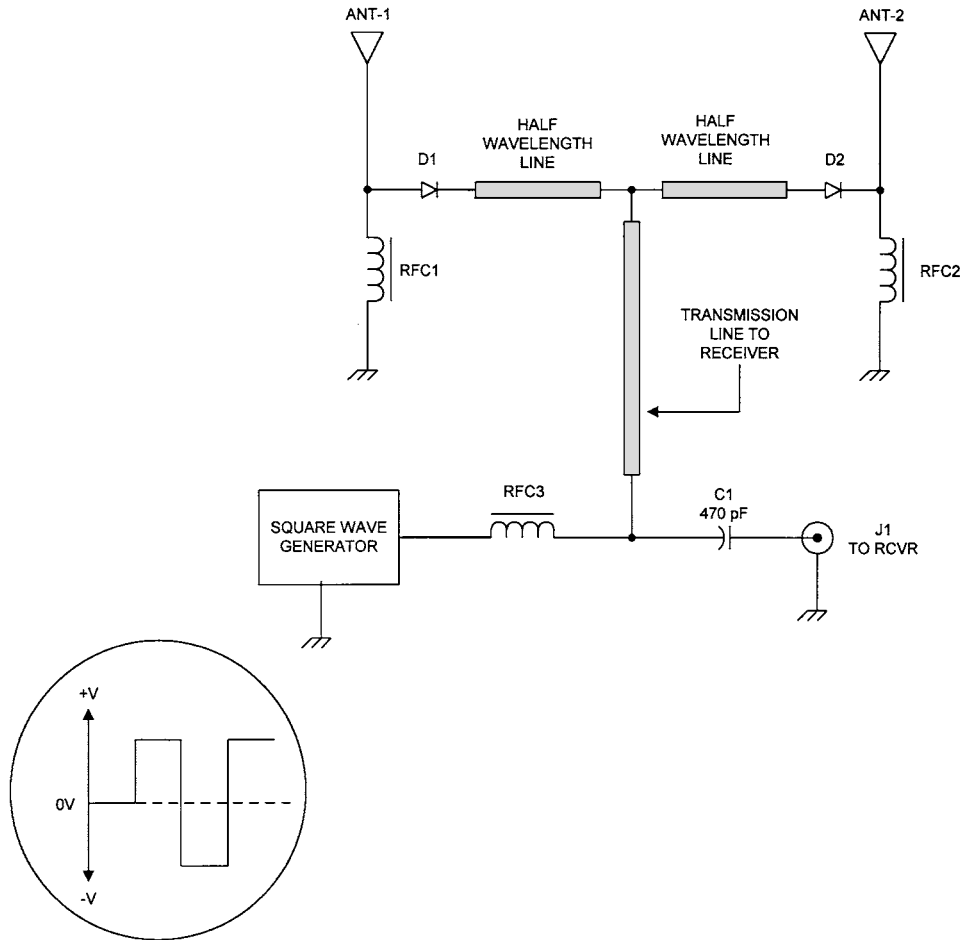 ANT-1
ANT-2
HALF
WAVELENGTH
LINE
HALF
WAVELENGTH
LINE
D1
D2
RFC1
RFC2
TRANSMISSION
LINE TO
RECEIVER
RFC3
C1
470 pF
J1
TO RCVR
SQUARE WAVE
GENERATOR
+V
0V
-V